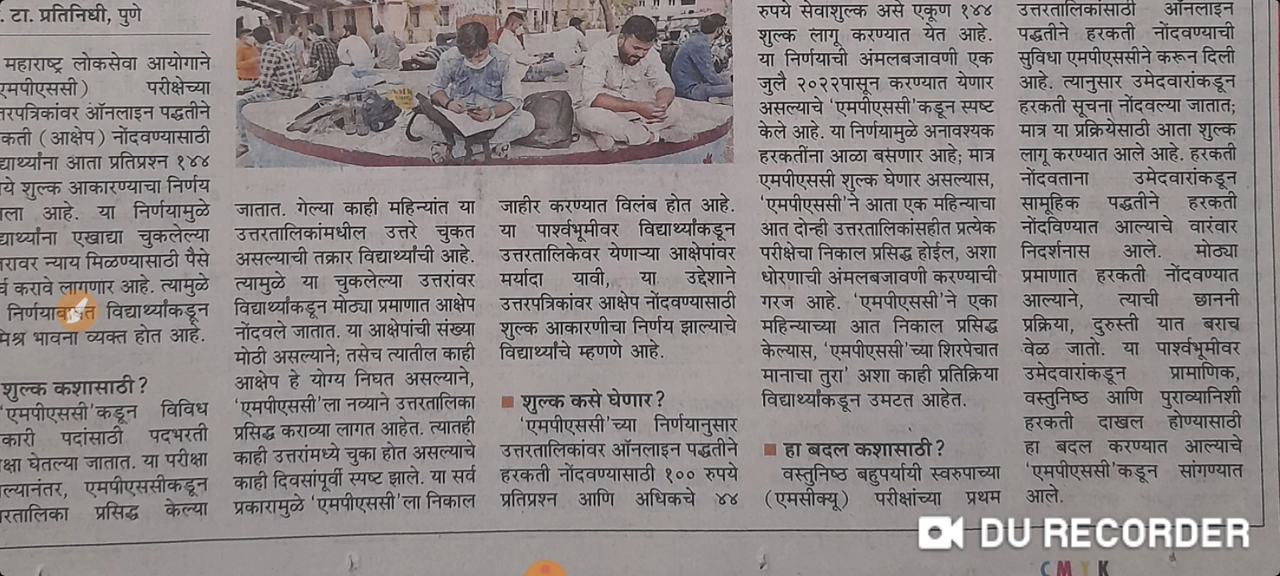 . टा. प्रतिनिधी, पुणे
महाराष्ट्र लोकसेवा आयोगाने
एमपीएससी) परीक्षेच्या
तरपत्रिकांवर ऑनलाइन पद्धतीने
कती (आक्षेप) नोंदवण्यासाठी
द्यार्थ्यांना आता प्रतिप्रश्न १४४
ये शुल्क आकारण्याचा निर्णय
ला आहे. या निर्णयामुळे
द्यार्थ्यांना एखाद्या चुकलेल्या
तरावर न्याय मिळण्यासाठी पैसे
र्च करावे लागणार आहे. त्यामुळे
विद्यार्थ्यांकडून
मिश्र भावना व्यक्त होत आहे.
शुल्क कशासाठी?
'एमपीएससी'कडून विविध
कारी पदांसाठी पदभरती
क्षा घेतल्या जातात. या परीक्षा
ल्यानंतर, एमपीएससीकडून
तरतालिका प्रसिद्ध केल्या
जातात. गेल्या काही महिन्यांत या
उत्तरतालिकांमधील उत्तरे चुकत
असल्याची तक्रार विद्यार्थ्यांची आहे.
त्यामुळे या चुकलेल्या उत्तरांवर
विद्यार्थ्यांकडून मोठ्या प्रमाणात आक्षेप
नोंदवले जातात. या आक्षेपांची संख्या
मोठी असल्याने; तसेच त्यातील काही
आक्षेप हे योग्य निघत असल्याने,
'एमपीएससी'ला नव्याने उत्तरतालिका
प्रसिद्ध कराव्या लागत आहेत. त्यातही
काही उत्तरांमध्ये चुका होत असल्याचे
काही दिवसांपूर्वी स्पष्ट झाले. या सर्व
प्रकारामुळे 'एमपीएससी'ला निकाल
जाहीर करण्यात विलंब होत आहे.
या पार्श्वभूमीवर विद्यार्थ्यांकडून
उत्तरतालिकेवर येणाऱ्या आक्षेपांवर
मर्यादा यावी, या उद्देशाने
उत्तरपत्रिकांवर आक्षेप नोंदवण्यासाठी
शुल्क आकारणीचा निर्णय झाल्याचे
विद्यार्थ्यांचे म्हणणे आहे.
शुल्क कसे घेणार?
'एमपीएससी'च्या निर्णयानुसार
उत्तरतालिकांवर ऑनलाइन पद्धतीने
हरकती नोंदवण्यासाठी १०० रुपये
प्रतिप्रश्न आणि अधिकचे ४४
रुपये सेवाशुल्क असे एकूण १४४
शुल्क लागू करण्यात येत आहे.
या निर्णयाची अंमलबजावणी एक
जुलै २०२२पासून करण्यात येणार
असल्याचे 'एमपीएससी'कडून स्पष्ट
केले आहे. या निर्णयामुळे अनावश्यक
हरकतींना आळा बसणार आहे; मात्र
एमपीएससी शुल्क घेणार असल्यास,
'एमपीएससी'ने आता एक महिन्याचा
आत दोन्ही उत्तरतालिकांसहीत प्रत्येक
परीक्षेचा निकाल प्रसिद्ध होईल, अशा
धोरणाची अंमलबजावणी करण्याची
गरज आहे. 'एमपीएससी'ने एका
महिन्याच्या आत निकाल प्रसिद्ध
केल्यास, 'एमपीएससी'च्या शिरपेचात
मानाचा तुरा' अशा काही प्रतिक्रिया
विद्यार्थ्यांकडून उमटत आहेत.
हा बदल कशासाठी?
वस्तुनिष्ठ बहुपर्यायी स्वरुपाच्या
(एमसीक्यू) परीक्षांच्या प्रथम
उत्तरतालिकांसाठी ऑनलाइन
पद्धतीने हरकती नोंदवण्याची
सुविधा एमपीएससीने करून दिली
आहे. त्यानुसार उमेदवारांकडून
हरकती सूचना नोंदवल्या जातात;
मात्र या प्रक्रियेसाठी आता शुल्क
लागू करण्यात आले आहे. हरकती
नोंदवताना उमेदवारांकडून
सामूहिक पद्धतीने हरकती
नोंदविण्यात आल्याचे वारंवार
निदर्शनास आले. मोठ्या
प्रमाणात हरकती नोंदवण्यात
आल्याने, त्याची छाननी
प्रक्रिया, दुरुस्ती यात बराच
वेळ जातो. या पार्श्वभूमीवर
उमेदवारांकडून प्रामाणिक,
वस्तुनिष्ठ आणि पुराव्यानिशी
हरकती दाखल होण्यासाठी
हा बदल करण्यात आल्याचे
'एमपीएससी'कडून सांगण्यात
आले.
DU RECORDER
CMYK